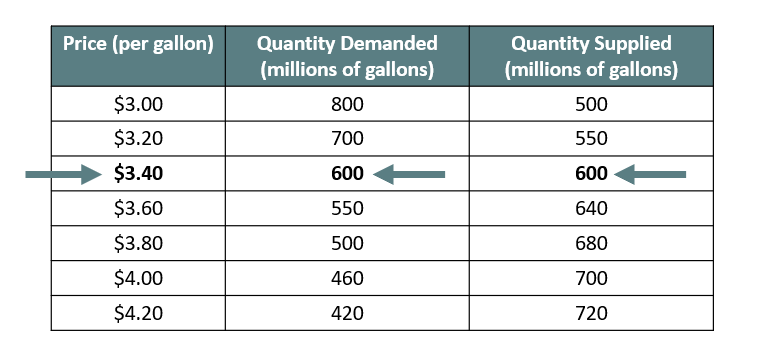 Price (per gallon) Quantity Demanded Quantity Supplied
(millions of gallons) (millions of gallons)
$3.00 800 500
$3.20 700 550
$3.40 600 600
$3.60 550 640
$3.80 500 680
$4.00 460 700
$4.20 420 720